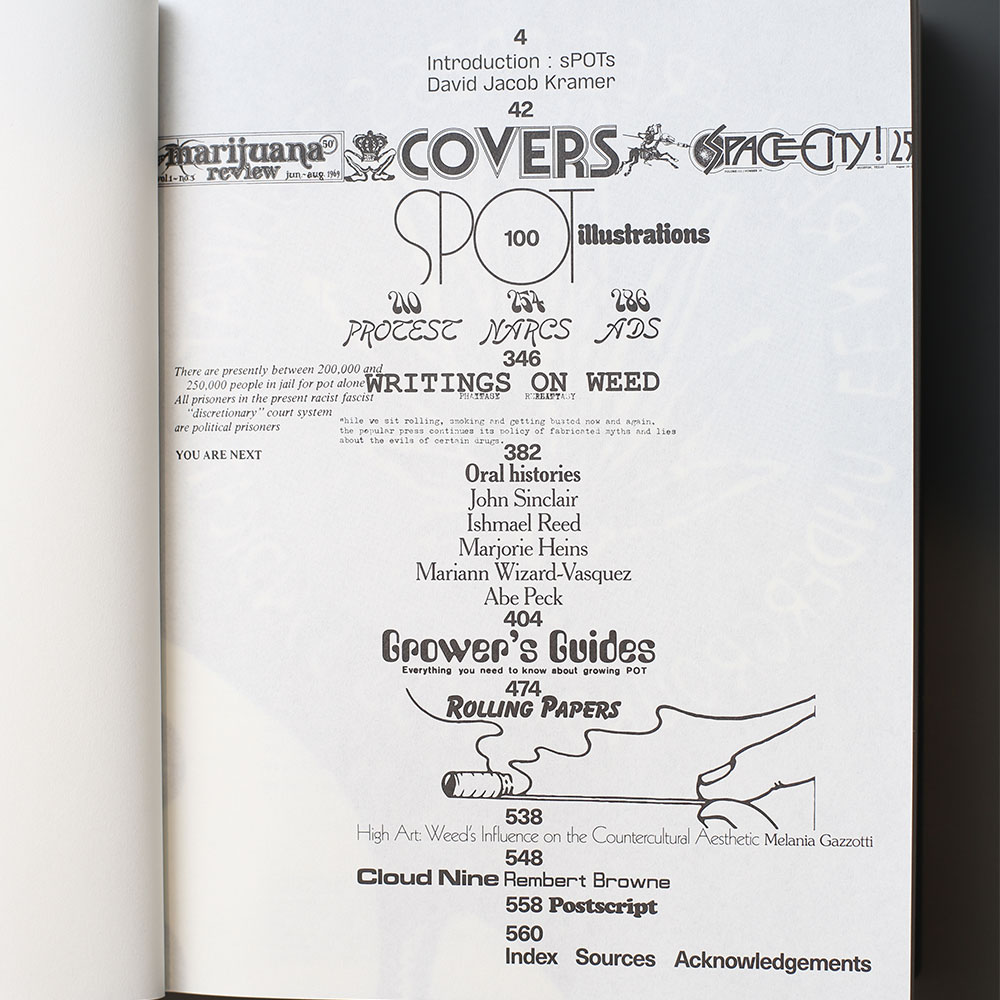 4
Introduction : sPOTs
David Jacob Kramer
42
marijuana review vol.1~no.3 jun~aug. 1969 50¢
COVERS
SPACE CITY! 25
SPOT 100 illustrations
210 254 286
PROTEST NARCS ADS
346
WRITINGS ON WEED
There are presently between 200,000 and
250,000 people in jail for pot alone
All prisoners in the present racist fascist
"discretionary" court system
are political prisoners
YOU ARE NEXT
"hile we sit rolling, smoking and getting busted now and again,
the popular press continues its policy of fabricated myths and lies
about the evils of certain drugs.
382
Oral histories
John Sinclair
Ishmael Reed
Marjorie Heins
Mariann Wizard-Vasquez
Abe Peck
404
Grower's Guides
Everything you need to know about growing POT
474
ROLLING PAPERS
538
High Art: Weed's Influence on the Countercultural Aesthetic Melania Gazzotti
548
Cloud Nine Rembert Browne
558 Postscript
560
Index Sources Acknowledgements